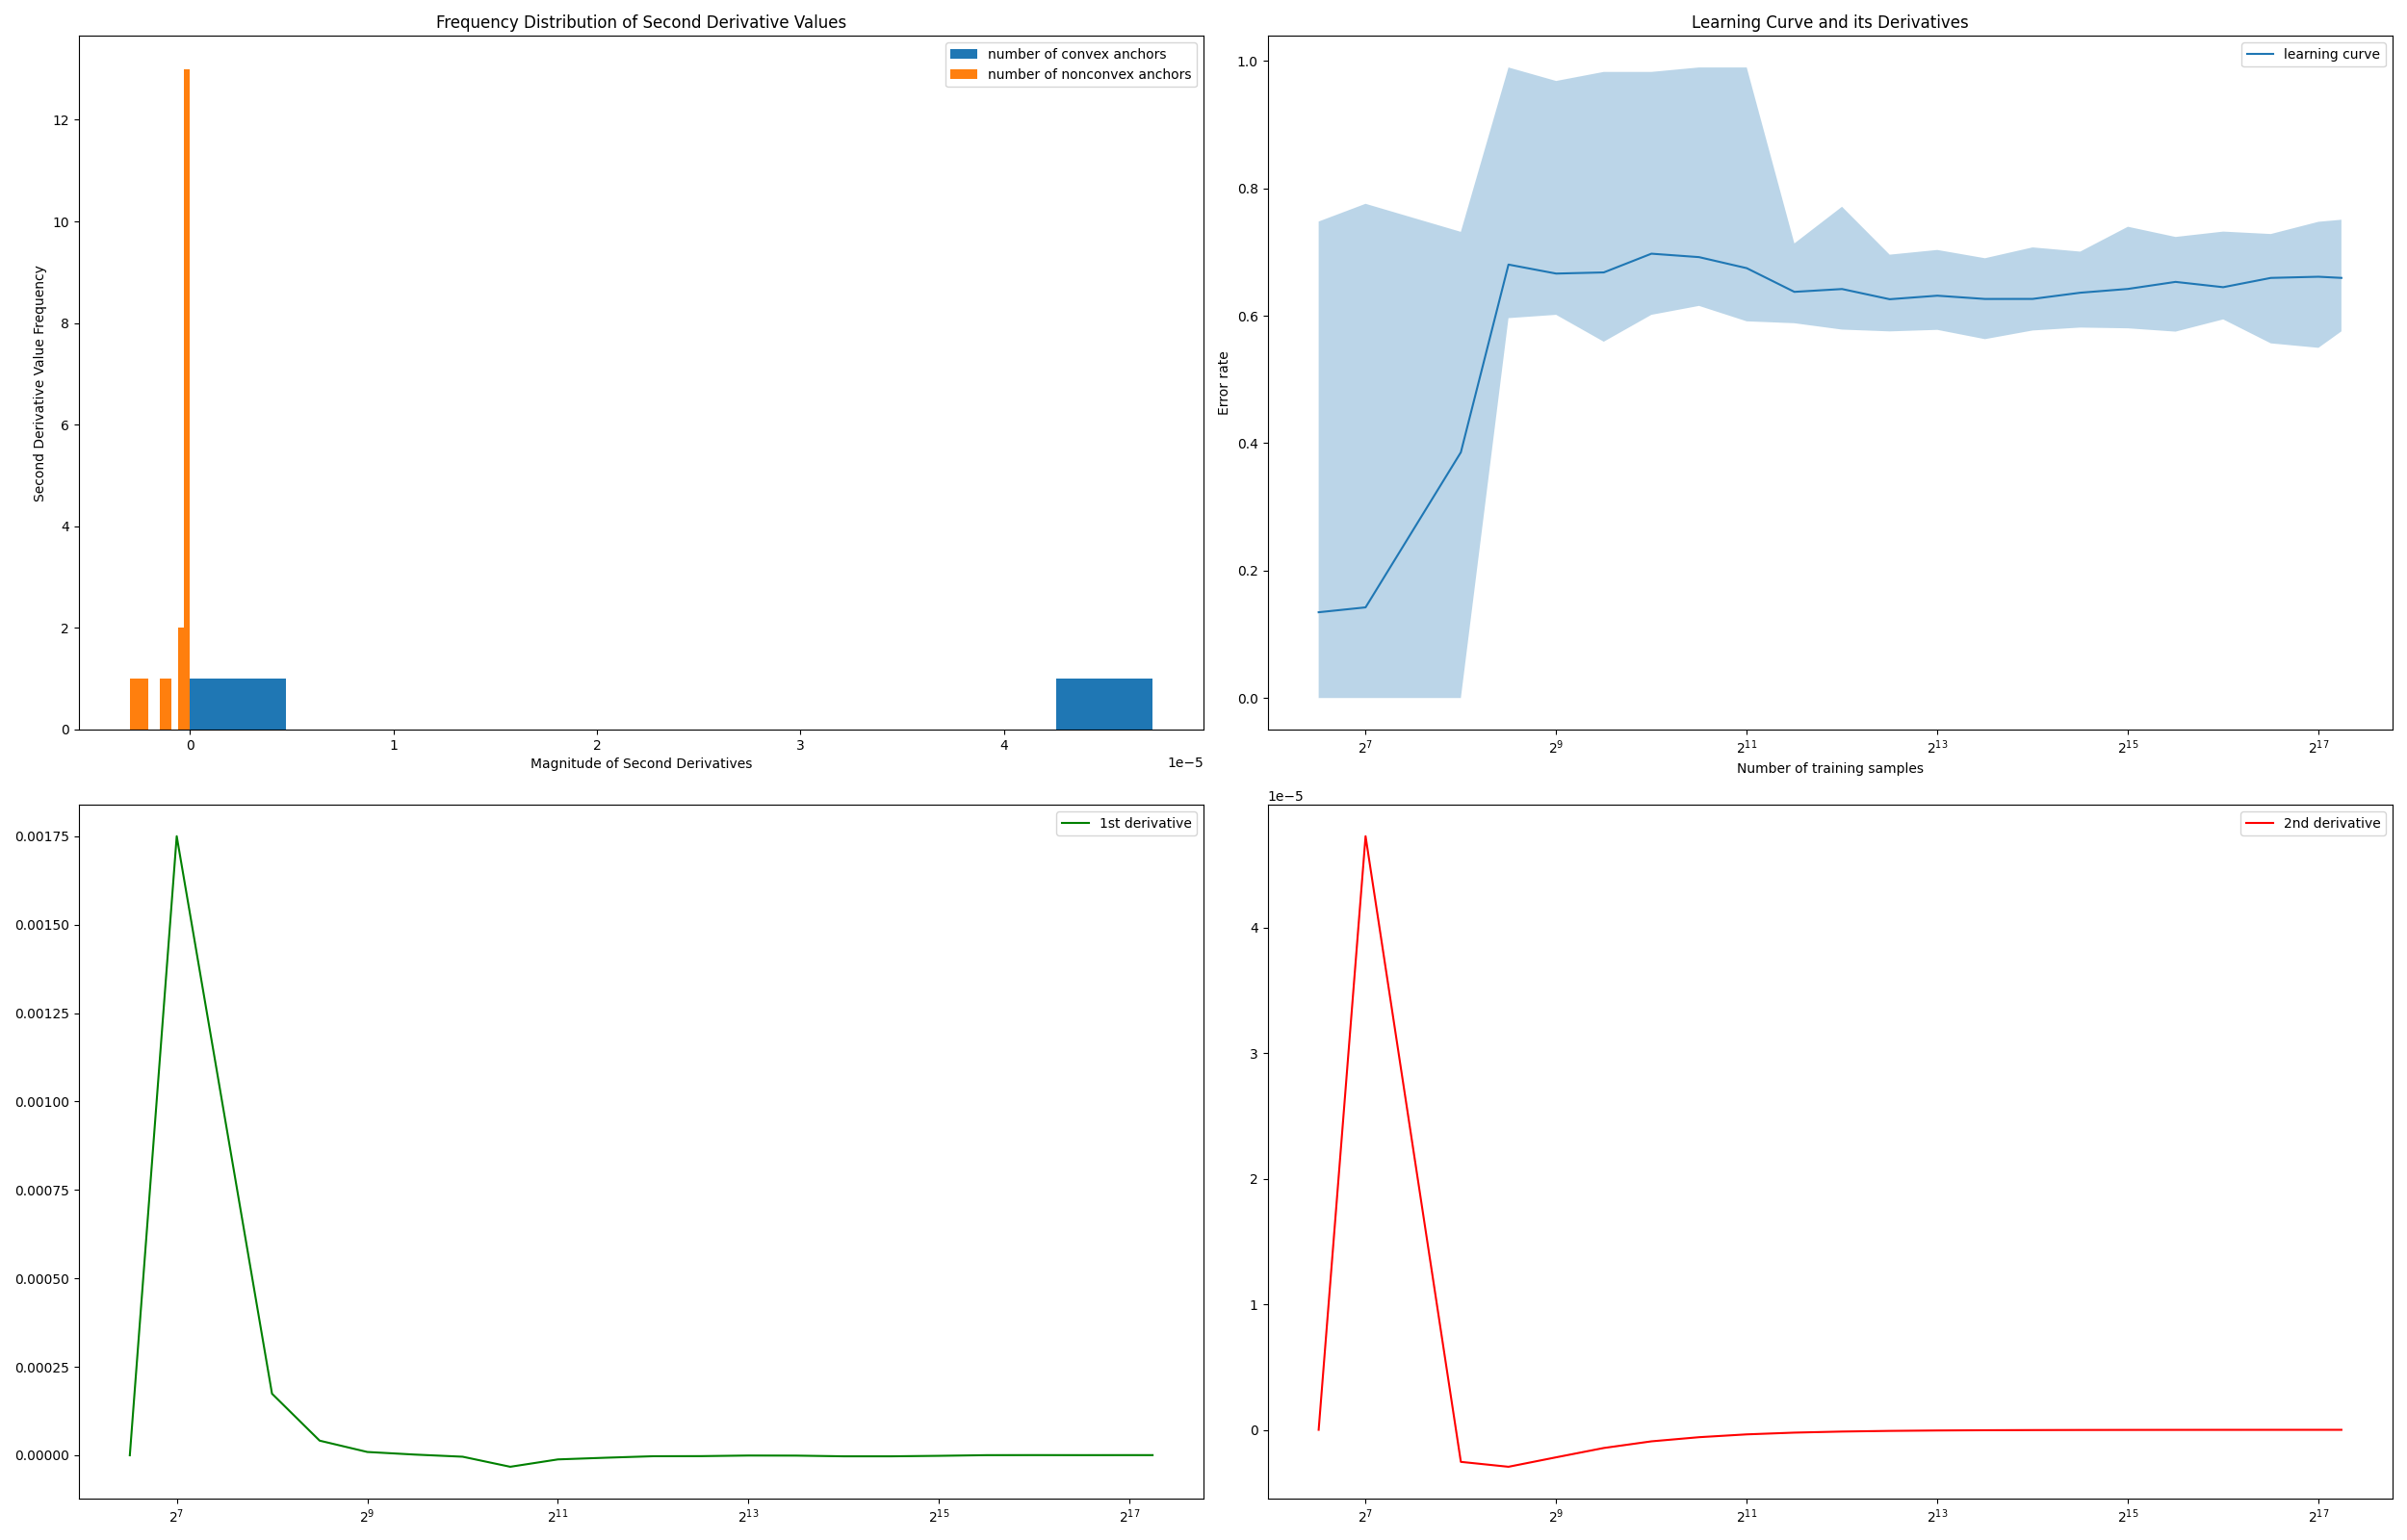 Frequency Distribution of Second Derivative Values
number of convex anchors
number of nonconvex anchors
Second Derivative Value Frequency
12
10
8
6
4
2
0
0 1 2 3 4
1e−5
Magnitude of Second Derivatives
Learning Curve and its Derivatives
learning curve
Error rate
1.0
0.8
0.6
0.4
0.2
0.0
2^7 2^9 2^11 2^13 2^15 2^17
Number of training samples
1st derivative
0.00175
0.00150
0.00125
0.00100
0.00075
0.00050
0.00025
0.00000
2^7 2^9 2^11 2^13 2^15 2^17
1e−5
2nd derivative
4
3
2
1
0
2^7 2^9 2^11 2^13 2^15 2^17